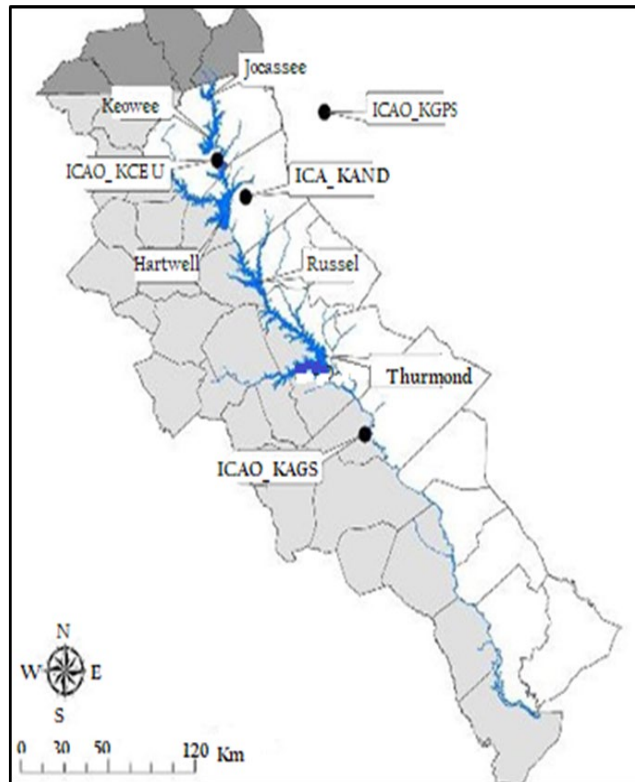 Jocassee
Keowee
ICAO_KGPS
ICAO_KCEU
ICA_KAND
Hartwell
Russel
Thurmond
ICAO_KAGS
N
W E
S
0 30 50 120 Km